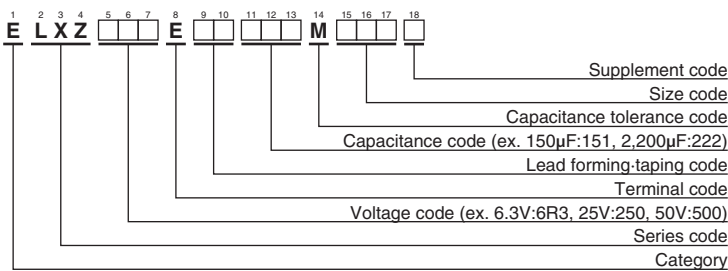 1 2 3 4 5 6 7 8 9 10 11 12 13 14 15 16 17 18
E L X Z E M
Supplement code
Size code
Capacitance tolerance code
Capacitance code (ex. 150µF:151, 2,200µF:222)
Lead forming·taping code
Terminal code
Voltage code (ex. 6.3V:6R3, 25V:250, 50V:500)
Series code
Category